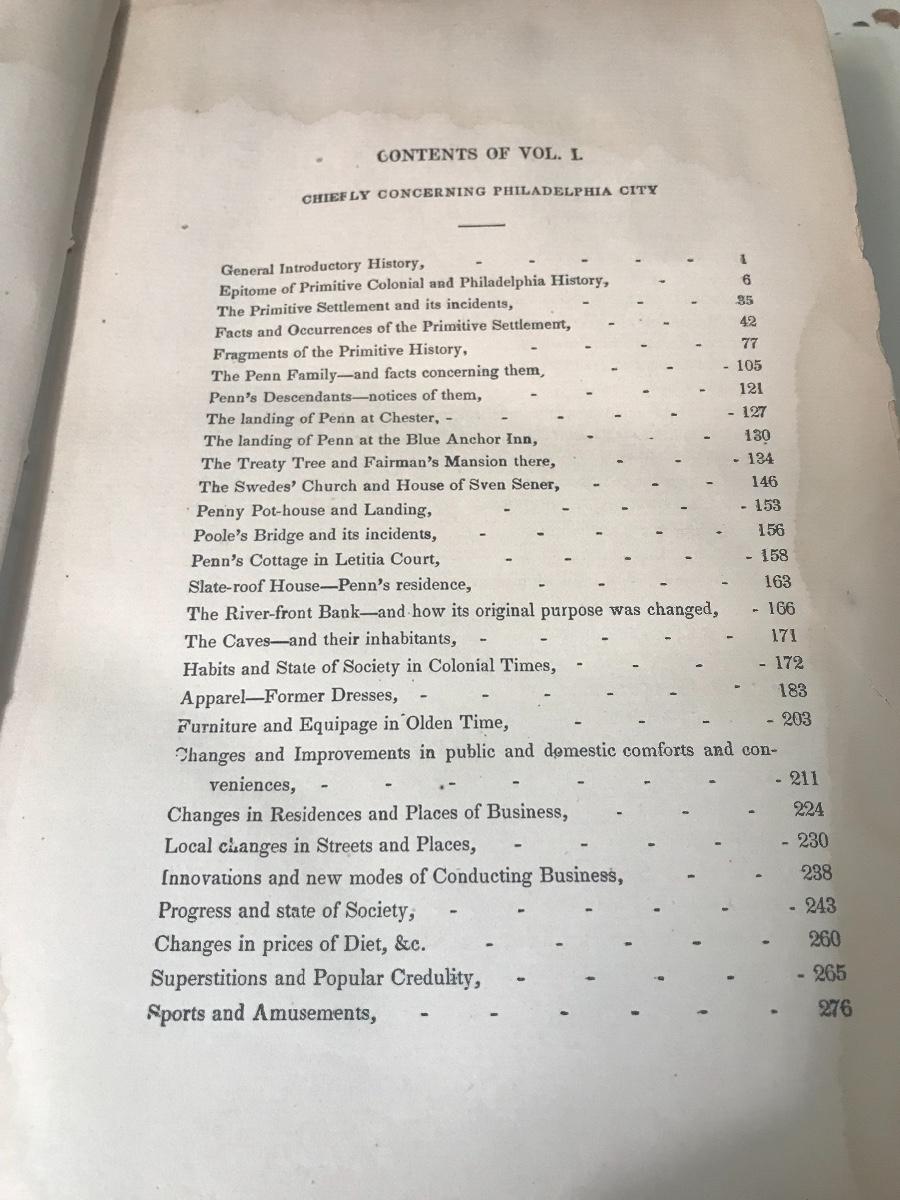 CONTENTS OF VOL. I.
CHIEFLY CONCERNING PHILADELPHIA CITY
General Introductory History, - - - - - 1
Epitome of Primitive Colonial and Philadelphia History, - 6
The Primitive Settlement and its incidents, - - - 35
Facts and Occurrences of the Primitive Settlement, - - - 42
Fragments of the Primitive History, - - - - 77
The Penn Family—and facts concerning them, - - - 105
Penn's Descendants—notices of them, - - - - 121
The landing of Penn at Chester, - - - - - - 127
The landing of Penn at the Blue Anchor Inn, - - - 130
The Treaty Tree and Fairman's Mansion there, - - - 134
The Swedes' Church and House of Sven Sener, - - - 146
Penny Pot-house and Landing, - - - - - 153
Poole's Bridge and its incidents, - - - - - 156
Penn's Cottage in Letitia Court, - - - - - 158
Slate-roof House—Penn's residence, - - - - 163
The River-front Bank—and how its original purpose was changed, - 166
The Caves—and their inhabitants, - - - - - 171
Habits and State of Society in Colonial Times, - - - - 172
Apparel—Former Dresses, - - - - - - 183
Furniture and Equipage in Olden Time, - - - - 203
Changes and Improvements in public and domestic comforts and con-
veniences, - - - - - - - - 211
Changes in Residences and Places of Business, - - - 224
Local changes in Streets and Places, - - - - - 230
Innovations and new modes of Conducting Business, - - 238
Progress and state of Society, - - - - - - 243
Changes in prices of Diet, &c. - - - - - 260
Superstitions and Popular Credulity, - - - - - 265
Sports and Amusements, - - - - - - 276